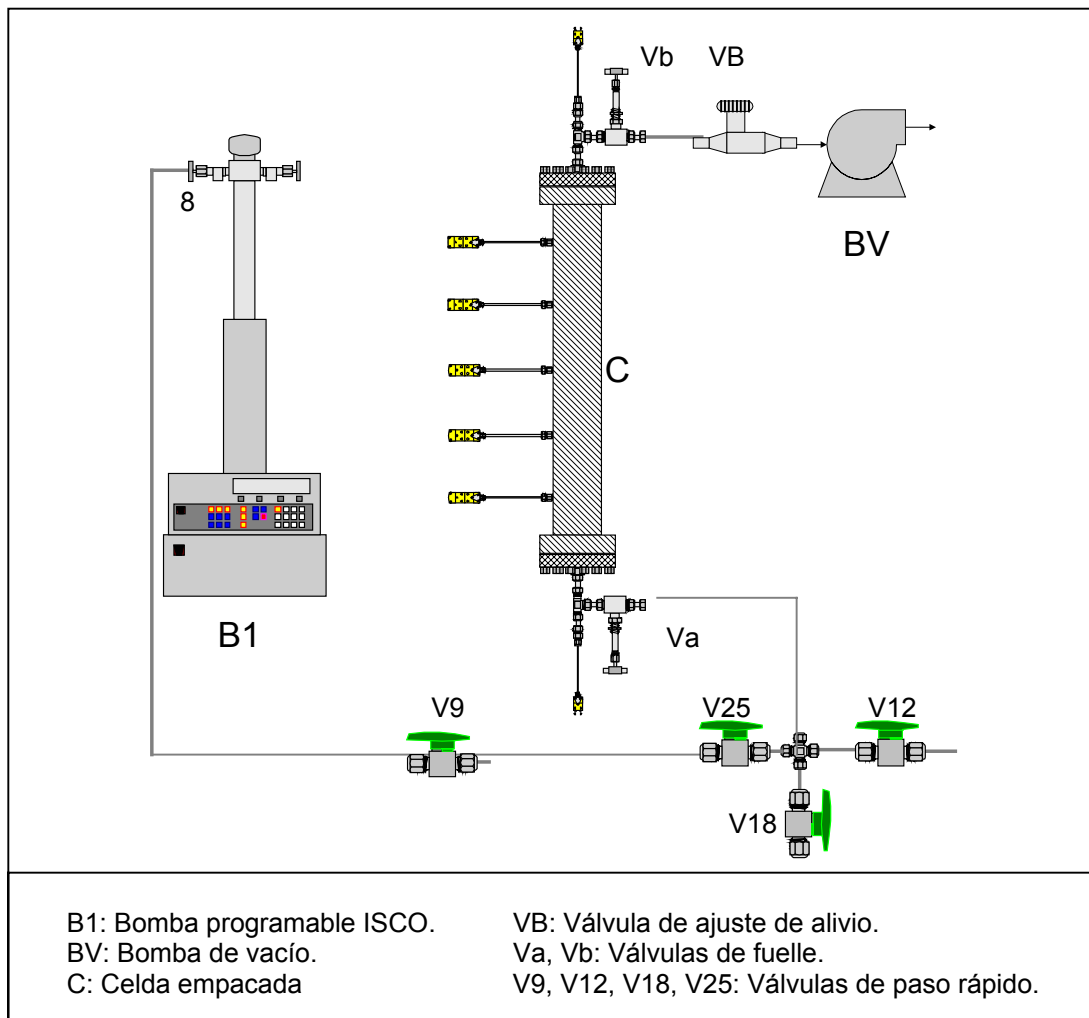 Vb VB
8
BV
C
B1
Va
V9 V25 V12
V18
B1: Bomba programable ISCO.
BV: Bomba de vacío.
C: Celda empacada
VB: Válvula de ajuste de alivio.
Va, Vb: Válvulas de fuelle.
V9, V12, V18, V25: Válvulas de paso rápido.